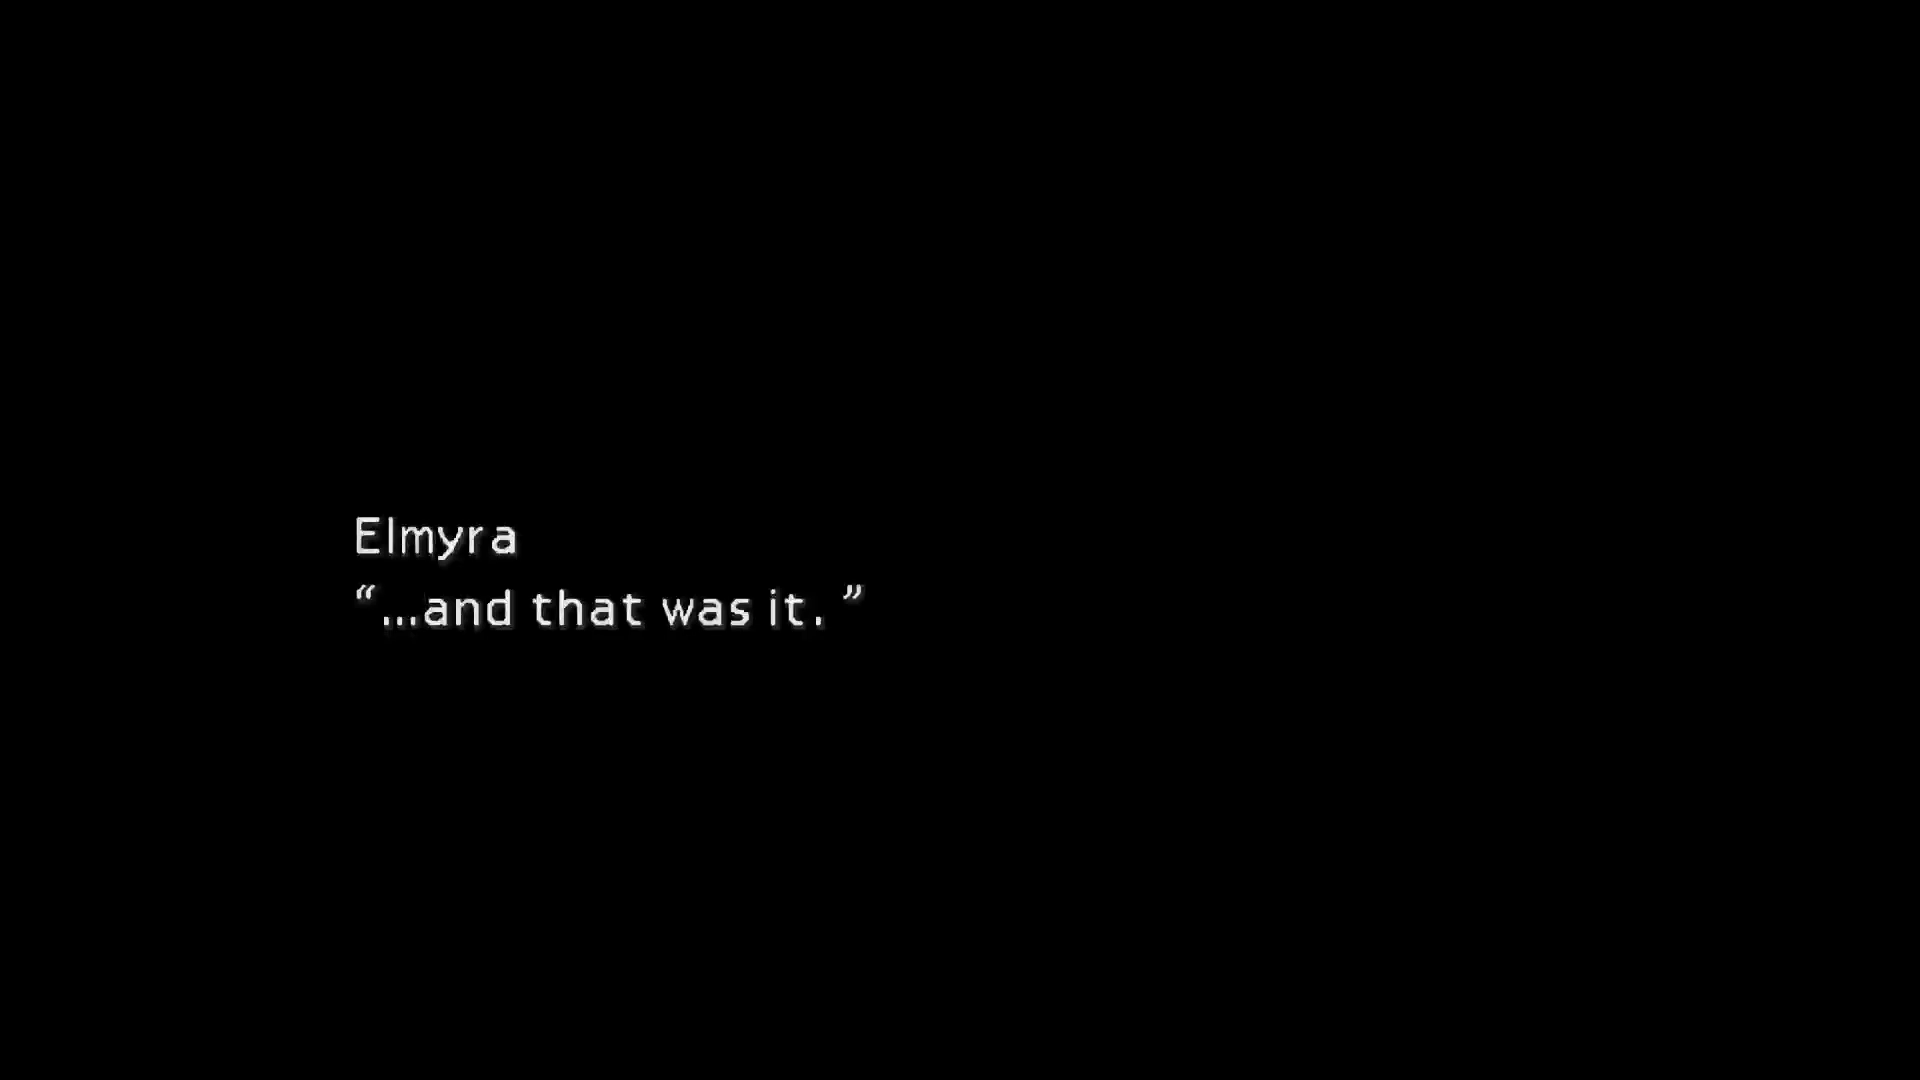 Elmyra
“...and that was it. ”